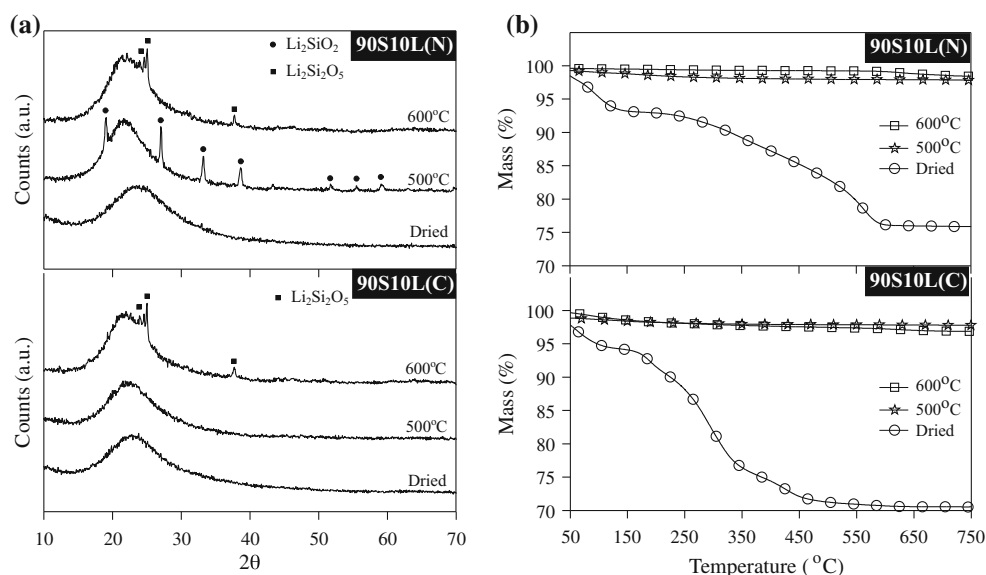 (a)
90S10L(N)
● Li₂SiO₂
■ Li₂Si₂O₅
600°C
500°C
Dried
Counts (a.u.)
90S10L(C)
■ Li₂Si₂O₅
600°C
500°C
Dried
Counts (a.u.)
10 20 30 40 50 60 70
2θ
(b)
90S10L(N)
100
95
90
85
80
75
70
Mass (%)
600°C
500°C
Dried
90S10L(C)
100
95
90
85
80
75
70
Mass (%)
600°C
500°C
Dried
50 150 250 350 450 550 650 750
Temperature (°C)